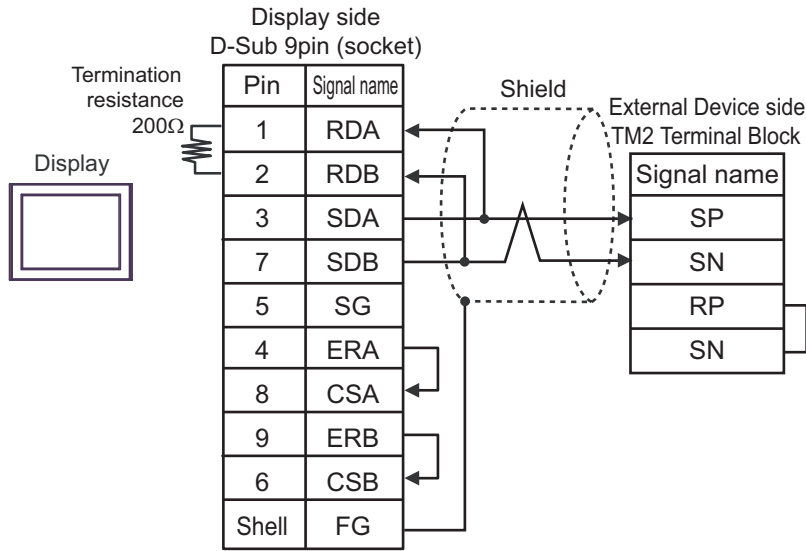 Display side
D-Sub 9pin (socket)
Termination
resistance
200Ω
Display
Pin Signal name
1 RDA
2 RDB
3 SDA
7 SDB
5 SG
4 ERA
8 CSA
9 ERB
6 CSB
Shell FG
Shield
External Device side
TM2 Terminal Block
Signal name
SP
SN
RP
SN